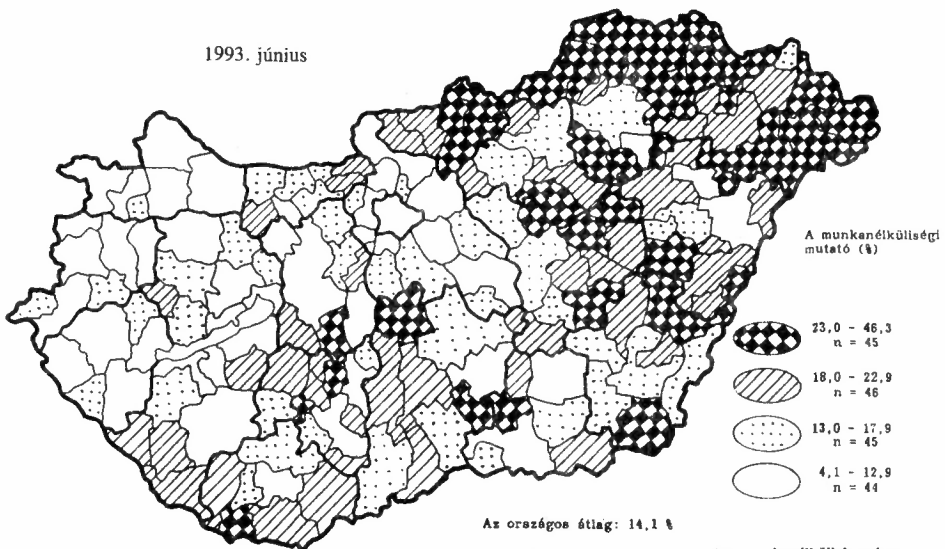 1993. június
A munkanélküliségi
mutató (%)
23,0 - 46,3
n = 45
18,0 - 22,9
n = 46
13,0 - 17,9
n = 45
4,1 - 12,9
n = 44
Az országos átlag: 14,1 %